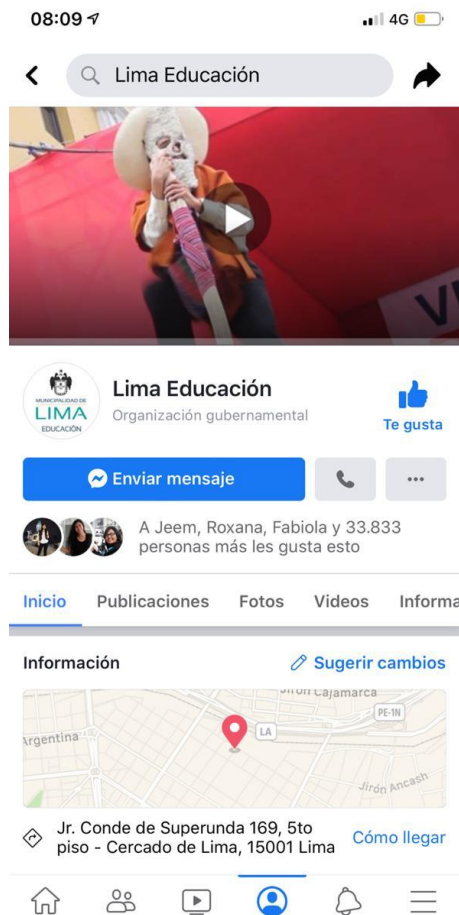 08:09
4G
Lima Educación
MUNICIPALIDAD DE
LIMA
EDUCACIÓN
Lima Educación
Organización gubernamental
Te gusta
Enviar mensaje
A Jeem, Roxana, Fabiola y 33.833
personas más les gusta esto
Inicio Publicaciones Fotos Videos Informa
Información
Sugerir cambios
Jirón Cajamarca
PE-1N
LA
Argentina
Jirón Ancash
Jr. Conde de Superunda 169, 5to
piso - Cercado de Lima, 15001 Lima
Cómo llegar